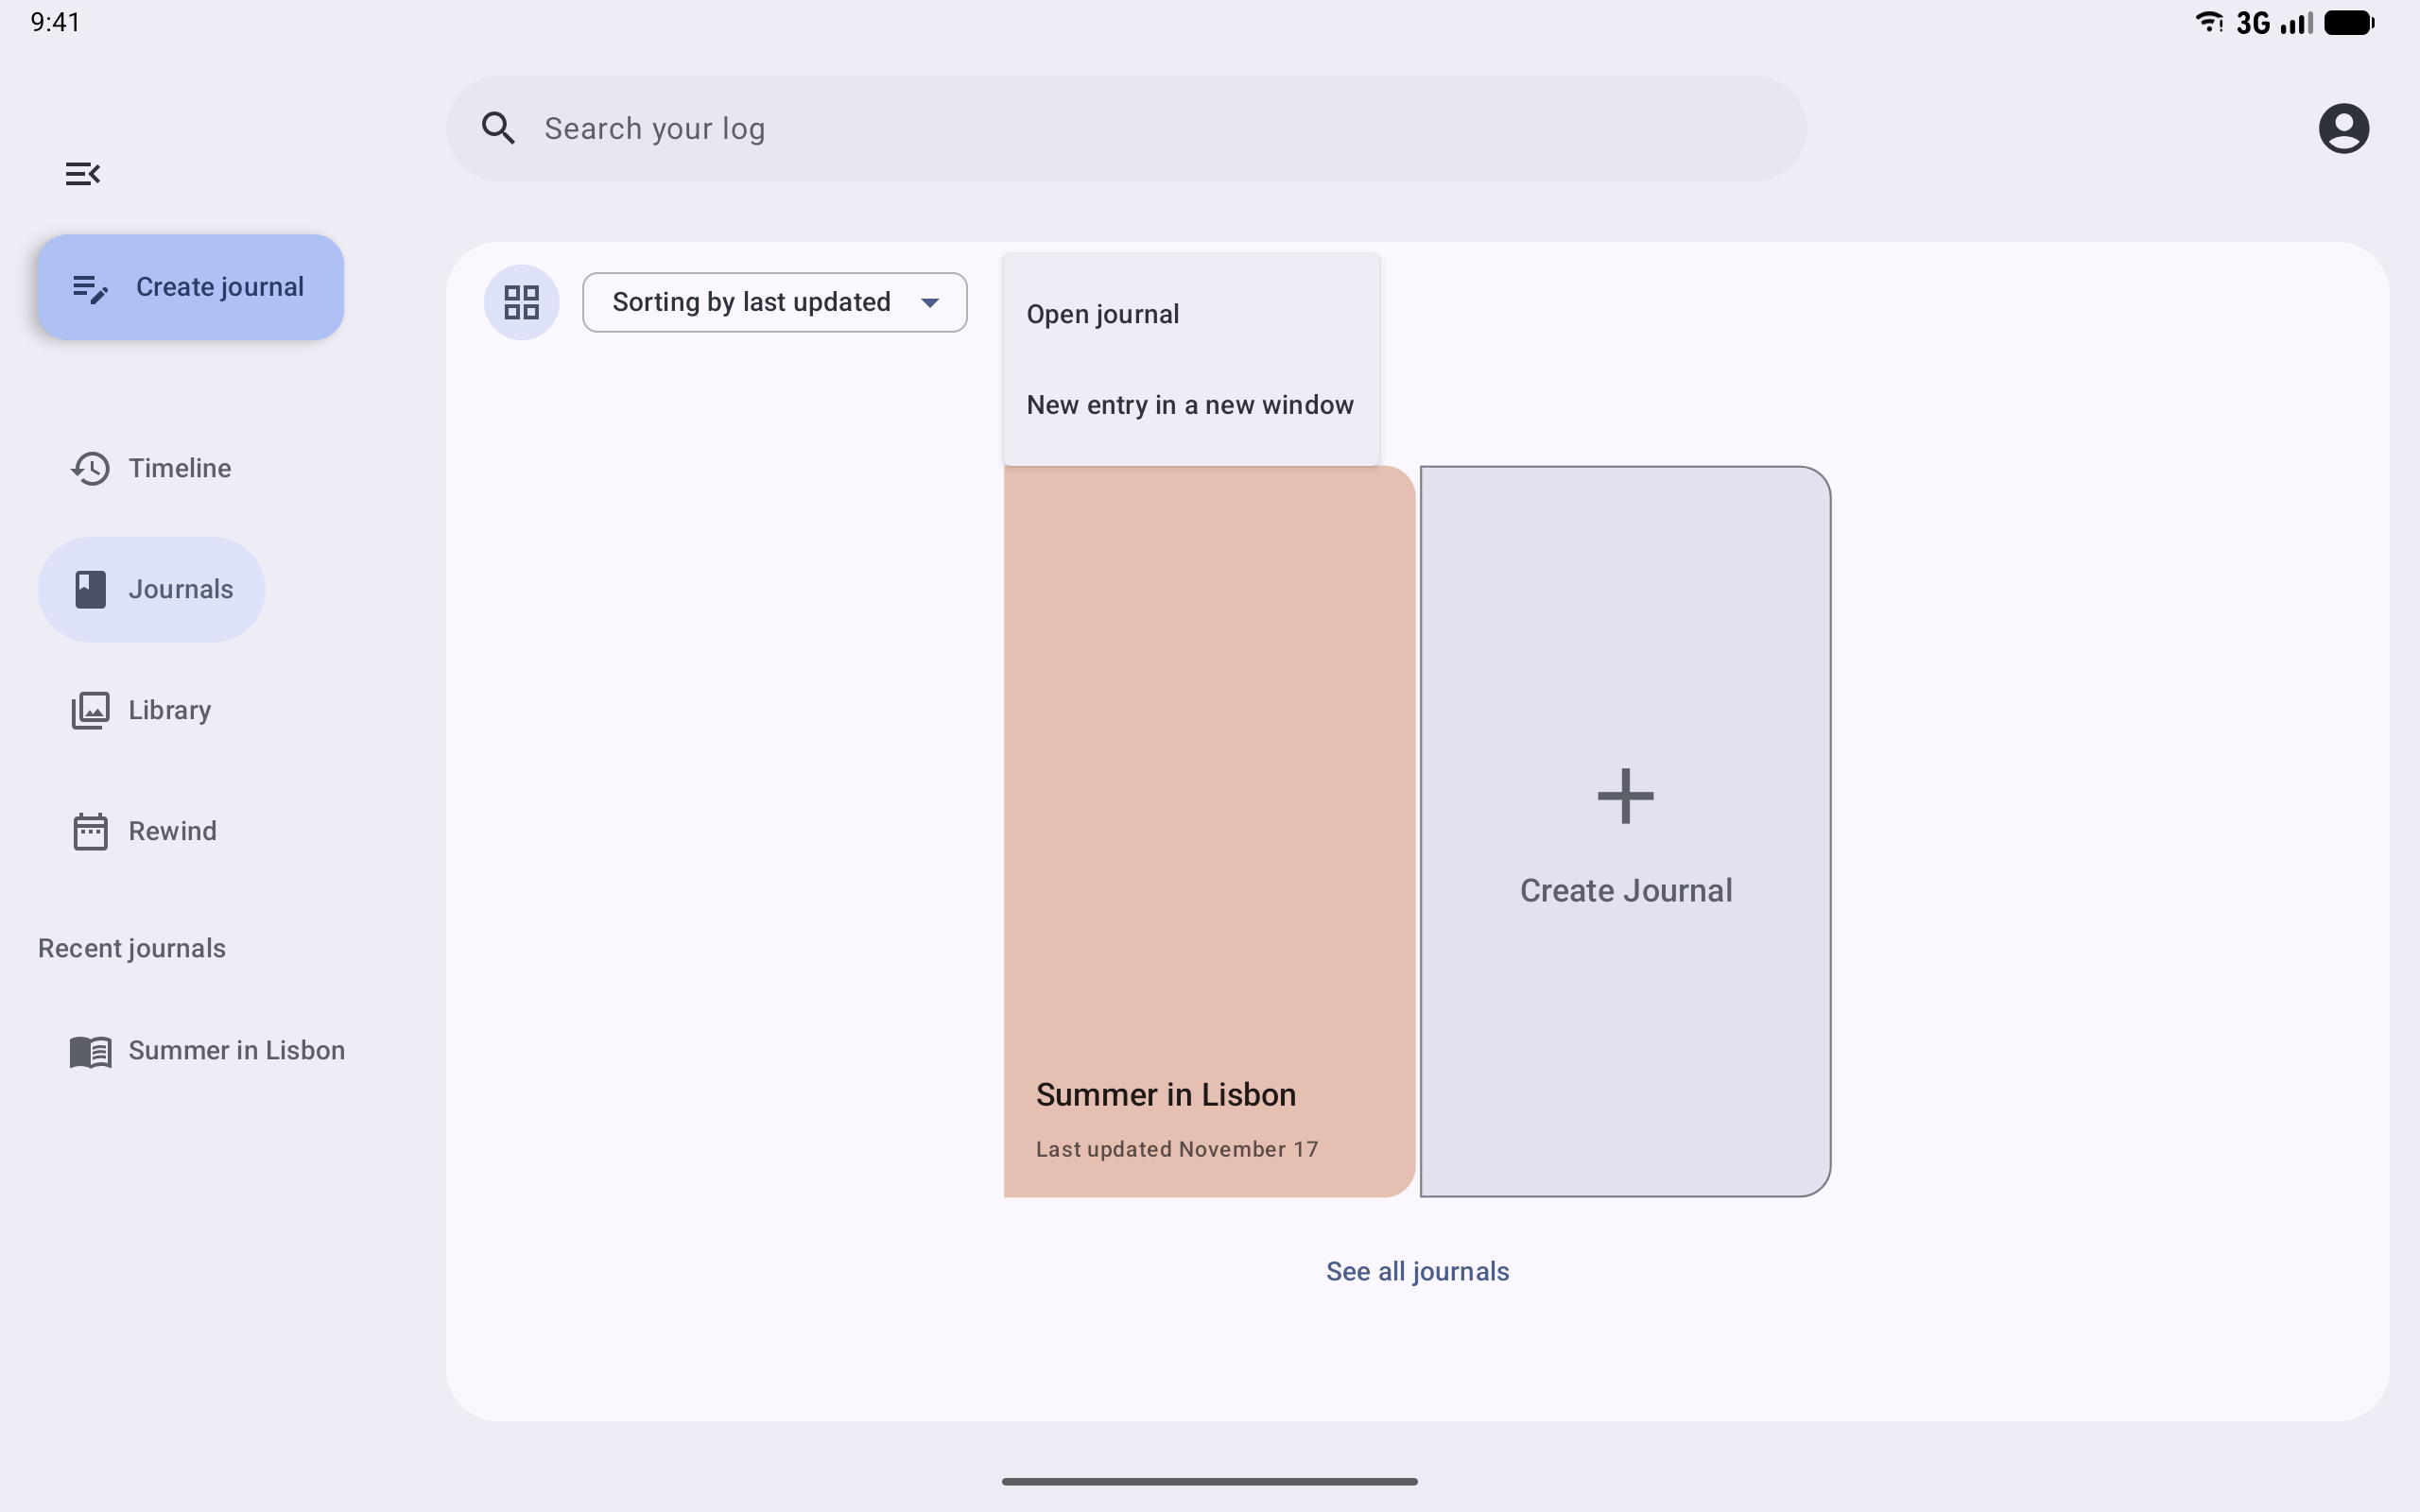 9:41
3G
Search your log
Create journal
Sorting by last updated
Open journal
New entry in a new window
Timeline
Journals
Library
Rewind
Recent journals
Summer in Lisbon
Create Journal
Summer in Lisbon
Last updated November 17
See all journals